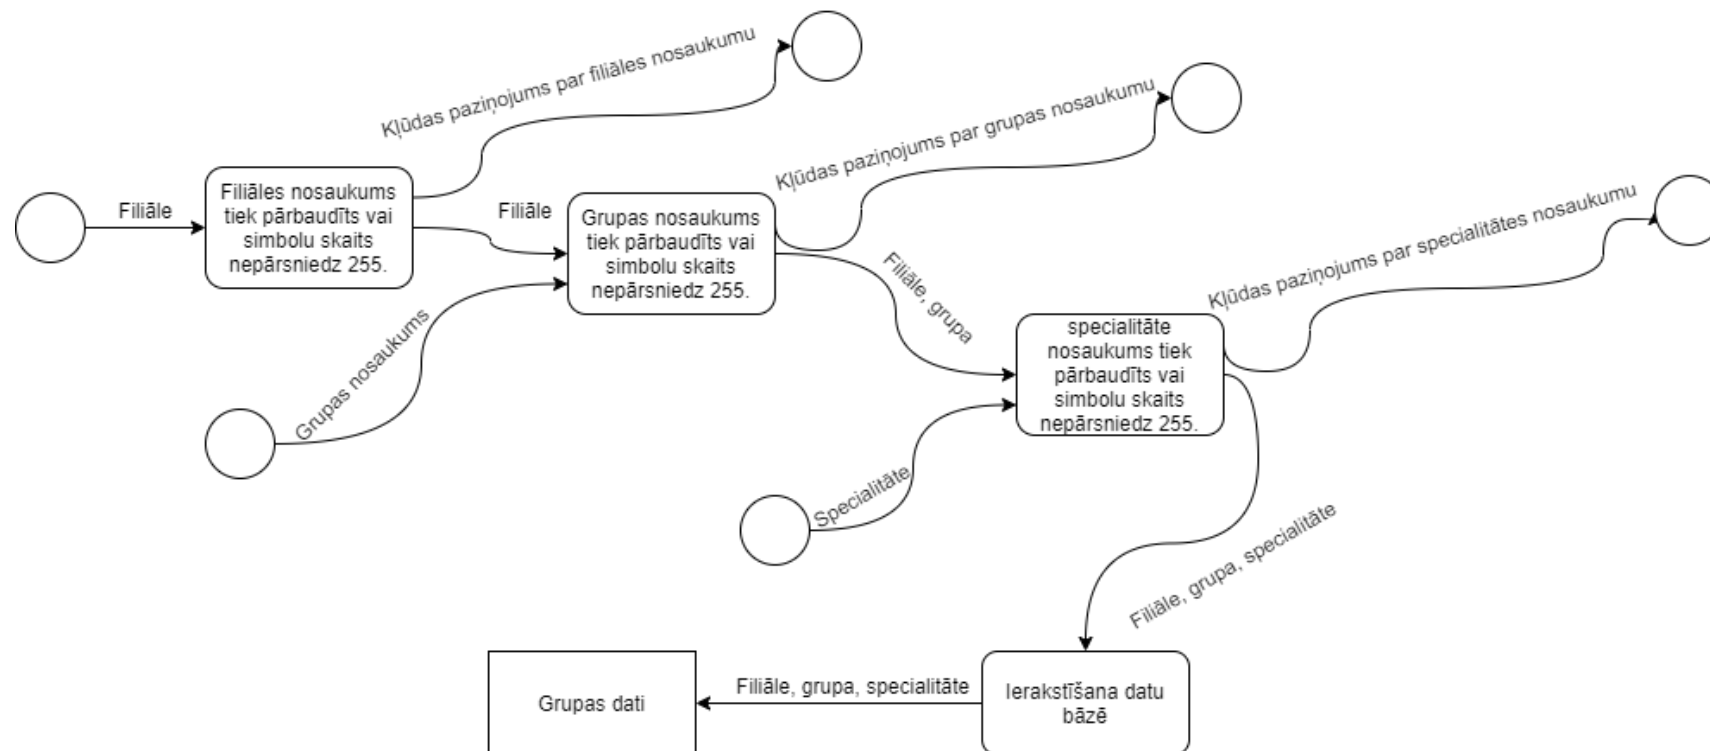 Kļūdas paziņojums par filiāles nosaukumu
Kļūdas paziņojums par grupas nosaukumu
Filiāle
Filiāles nosaukums
tiek pārbaudīts vai
simbolu skaits
nepārsniedz 255.
Filiāle
Grupas nosaukums
tiek pārbaudīts vai
simbolu skaits
nepārsniedz 255.
Kļūdas paziņojums par specialitātes nosaukumu
Filiāle, grupa
Grupas nosaukums
specialitāte
nosaukums tiek
pārbaudīts vai
simbolu skaits
nepārsniedz 255.
Specialitāte
Filiāle, grupa, specialitāte
Grupas dati
Filiāle, grupa, specialitāte
Ierakstīšana datu
bāzē